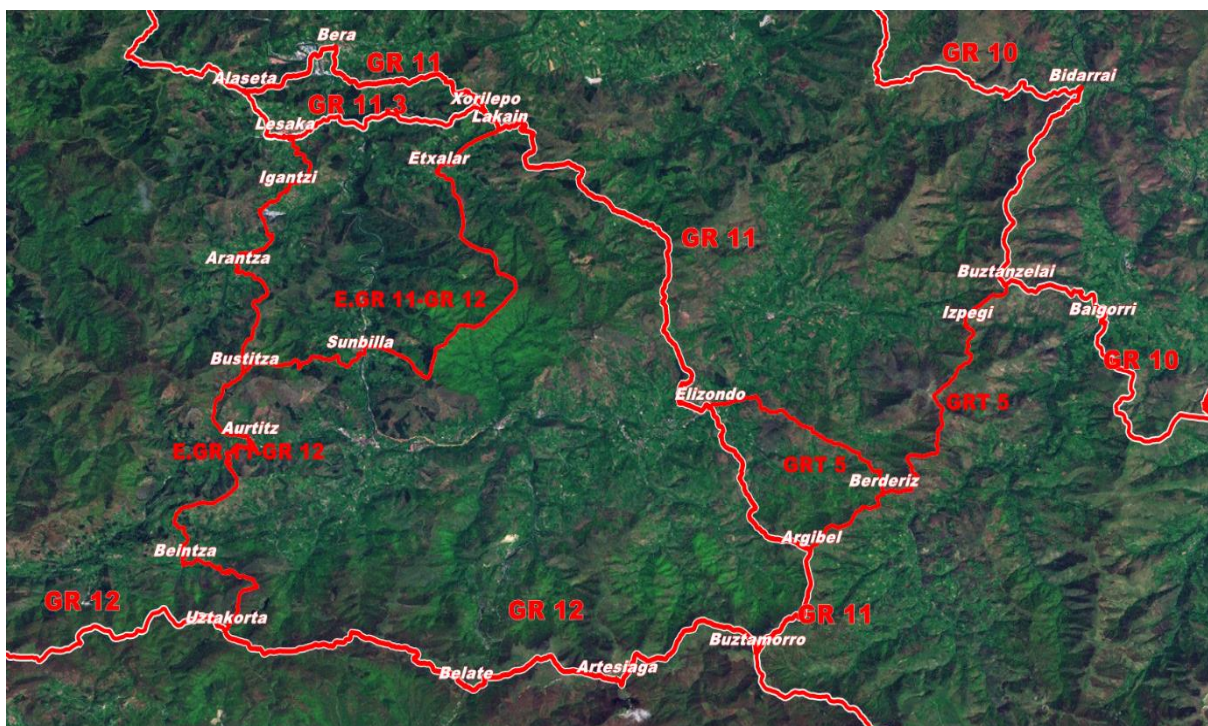 Bera
GR 10
Alaseta
GR 11
Bidarrai
GR 11.3
Xorilepo
Lesaka
Lakain
Etxalar
Igantzi
GR 11
Arantza
Buztanzelai
E.GR 11-GR 12
Izpegi
Baigorri
Sunbilla
Bustitza
GR 10
Elizondo
GRT 5
Aurtitz
E.GR 11-GR 12
GRT 5
Berderiz
Argibel
Beintza
GR 12
GR 12
Uztakorta
GR 11
Buztamorro
Belate
Artesiaga